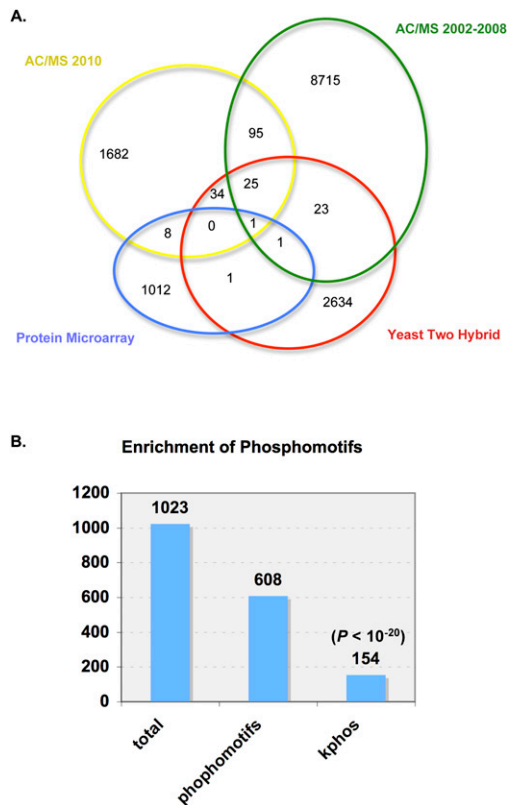 A.
AC/MS 2002-2008
AC/MS 2010
8715
95
1682
34
25
23
0
1
8
1
1012
1
2634
Protein Microarray
Yeast Two Hybrid
B.
Enrichment of Phosphomotifs
1200
1023
1000
800
608
600
(P < 10-20)
400
154
200
0
total
phophomotifs
kphos